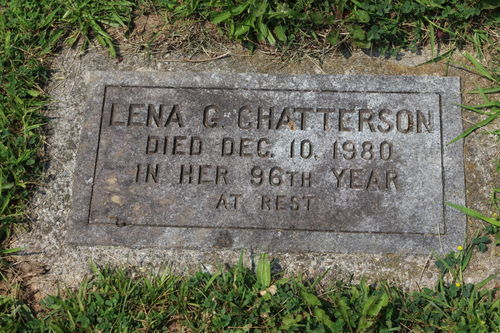 LENA G. CHATTERSON
DIED DEC. 10. 1980
IN HER 96TH YEAR
AT REST